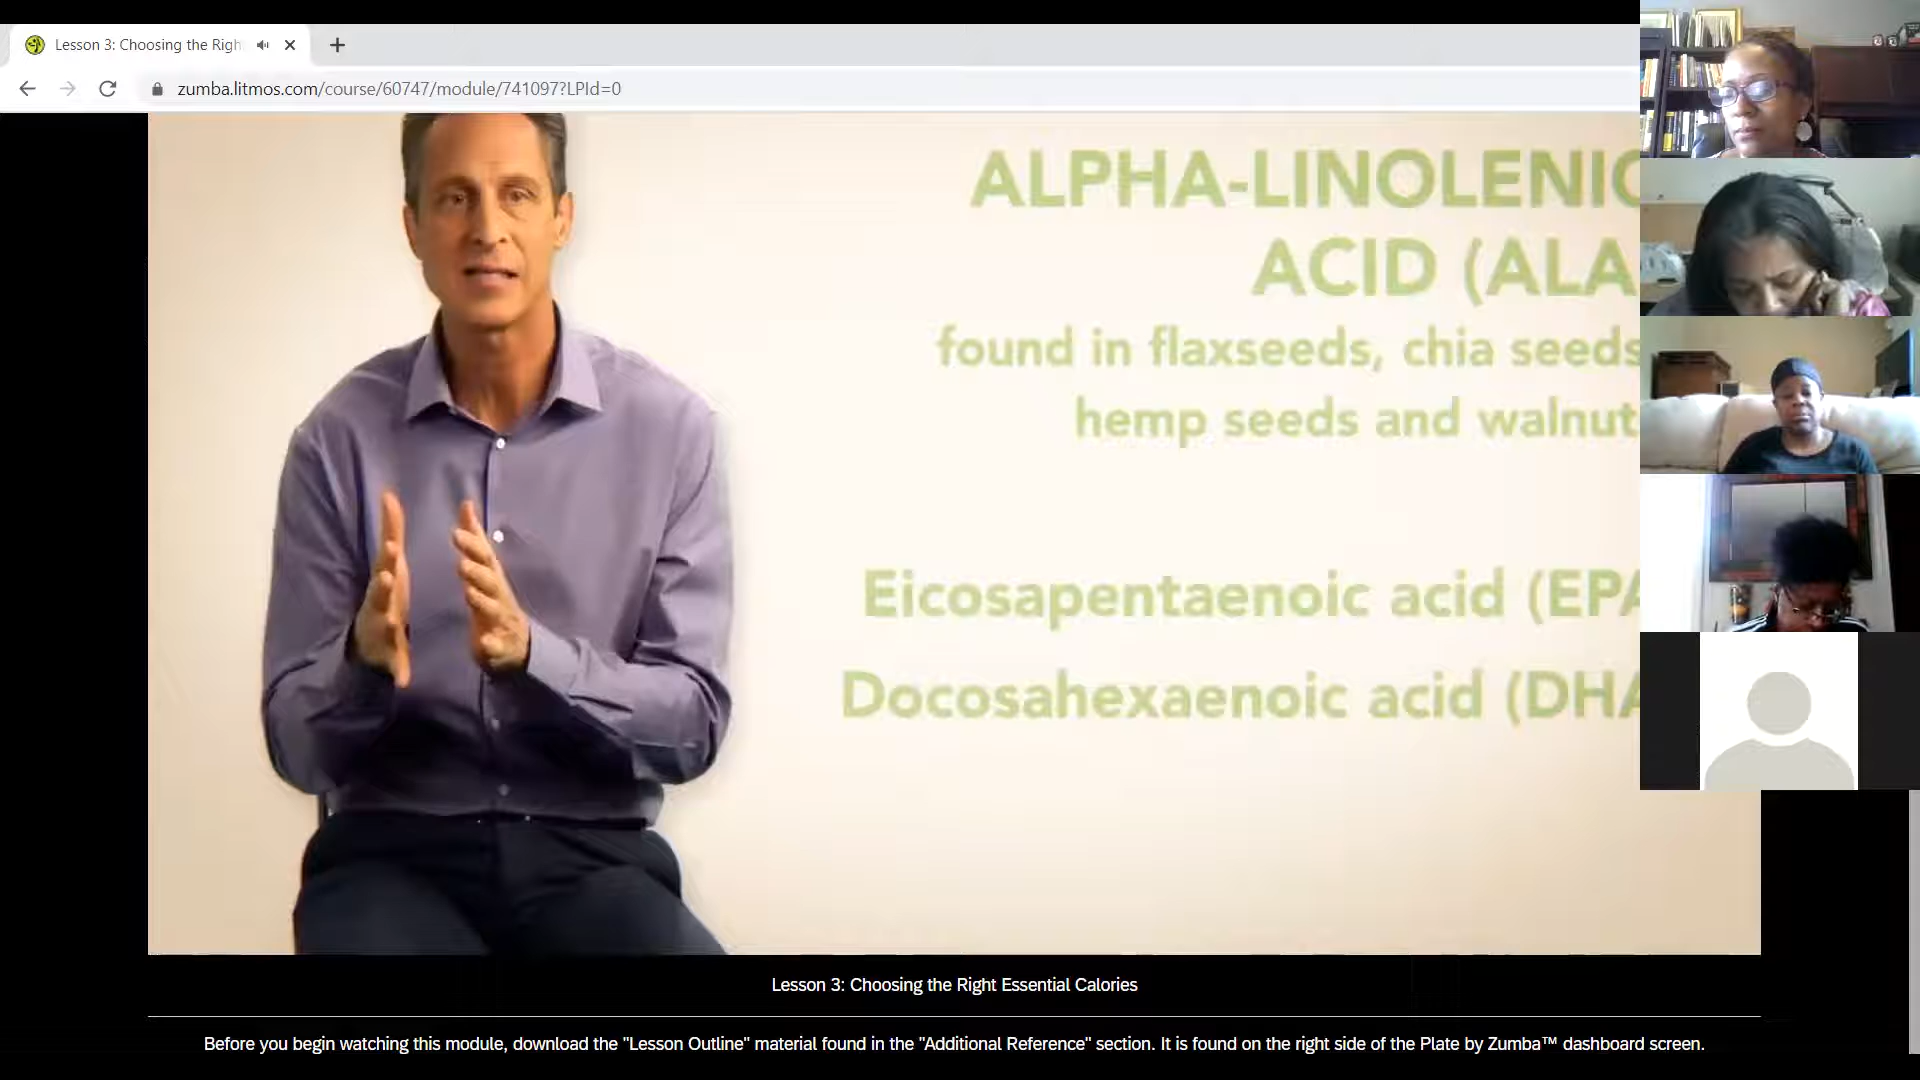 Lesson 3: Choosing the Righ
zumba.litmos.com/course/60747/module/741097?LPId=0
ALPHA-LINOLENIC
ACID (ALA
found in flaxseeds, chia seeds
hemp seeds and walnut
Eicosapentaenoic acid (EPA
Docosahexaenoic acid (DHA
Lesson 3: Choosing the Right Essential Calories
Before you begin watching this module, download the "Lesson Outline" material found in the "Additional Reference" section. It is found on the right side of the Plate by Zumba™ dashboard screen.